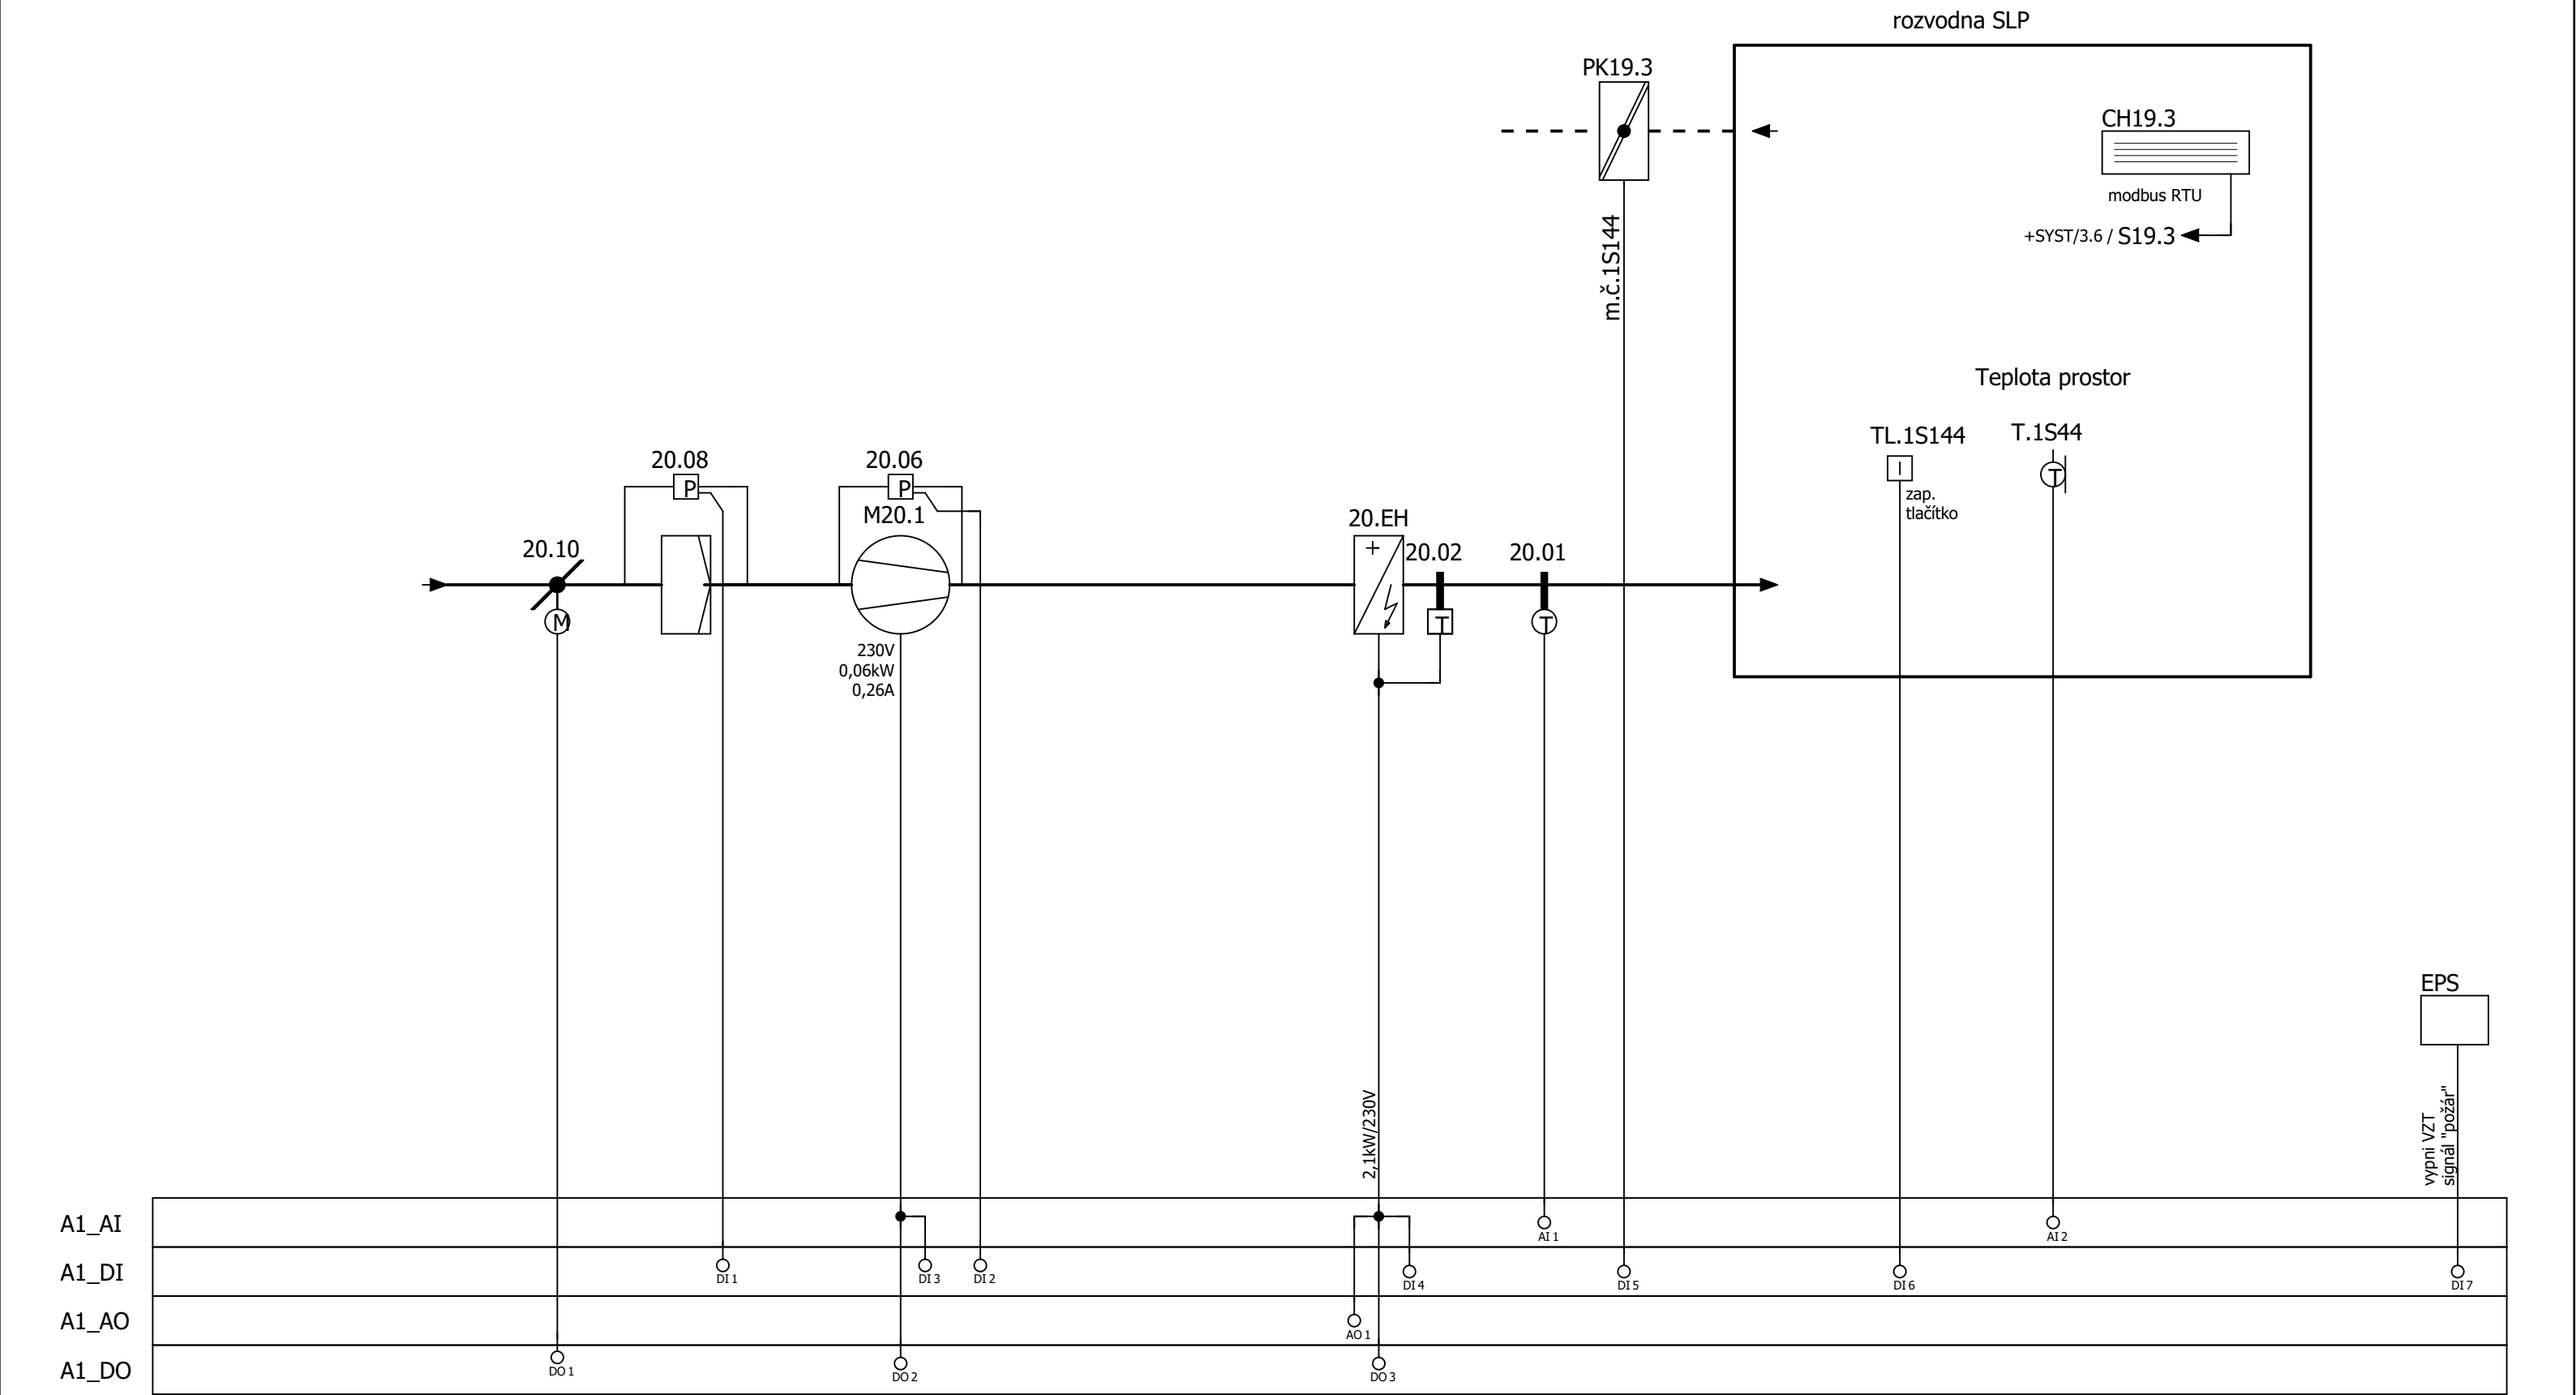 rozvodna SLP
PK19.3
CH19.3
modbus RTU
+SYST/3.6 / S19.3
m.č.1S144
Teplota prostor
TL.1S144
T.1S44
I
T
zap.
tlačítko
20.08
20.06
P
P
M20.1
20.10
20.EH
20.02
20.01
+
M
T
T
230V
0,06kW
0,26A
EPS
2,1kW/230V
vypni VZT
signál "požár"
A1_AI
AI 1
AI 2
A1_DI
DI 1
DI 3
DI 2
DI 4
DI 5
DI 6
DI 7
A1_AO
AO 1
A1_DO
DO 1
DO 2
DO 3